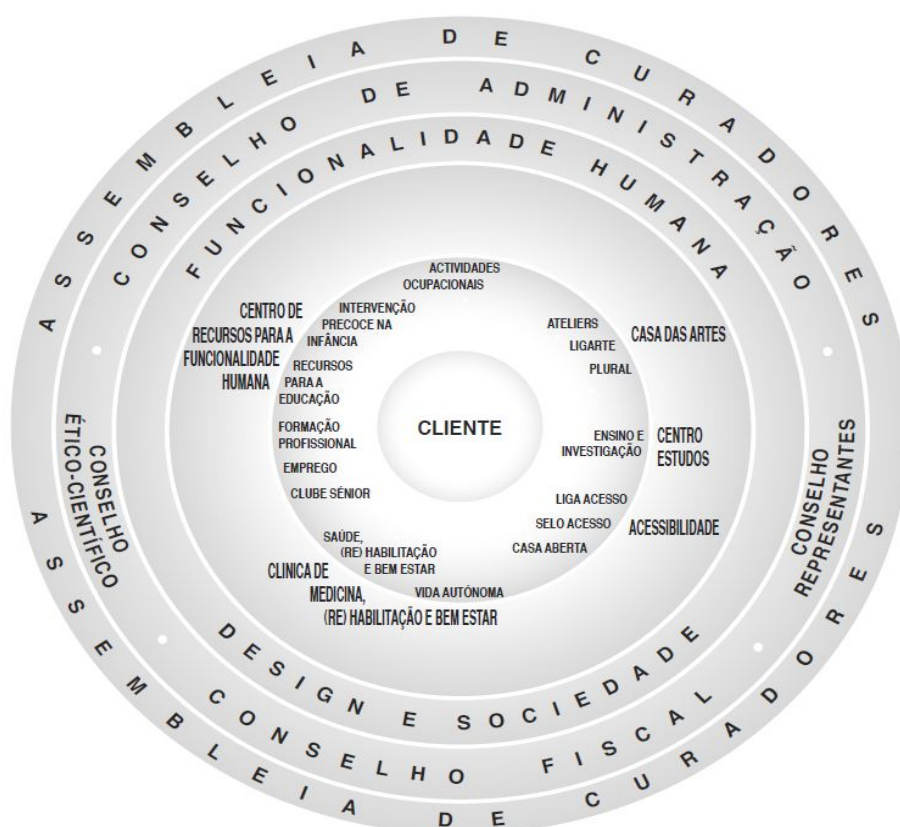 ASSEMBLEIA DE CURADORES
CONSELHO DE ADMINISTRAÇÃO
FUNCIONALIDADE HUMANA
ACTIVIDADES
OCUPACIONAIS
CENTRO DE
RECURSOS PARA A
FUNCIONALIDADE
HUMANA
INTERVENÇÃO
PRECOCE NA
INFÂNCIA
RECURSOS
PARA A
EDUCAÇÃO
FORMAÇÃO
PROFISSIONAL
EMPREGO
CLUBE SÉNIOR
ATELIERS
LIGARTE
PLURAL
CASA DAS ARTES
CLIENTE
ENSINO E
INVESTIGAÇÃO
CENTRO
ESTUDOS
LIGA ACESSO
SELO ACESSO
CASA ABERTA
ACESSIBILIDADE
SAÚDE,
(RE) HABILITAÇÃO
E BEM ESTAR
VIDA AUTÓNOMA
CLINICA DE
MEDICINA,
(RE) HABILITAÇÃO E BEM ESTAR
CONSELHO
ÉTICO-CIENTÍFICO
CONSELHO
REPRESENTANTES
DESIGN E SOCIEDADE
CONSELHO FISCAL
ASSEMBLEIA DE CURADORES